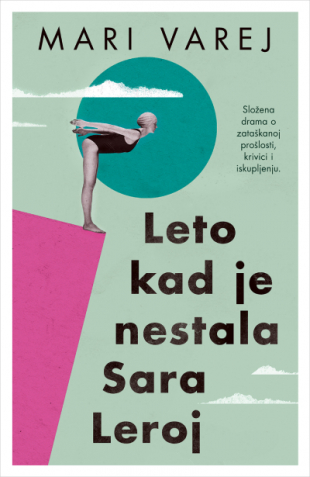 MARI VAREJ
Složena
drama o
zataškanoj
prošlosti,
krivici i
iskupljenju.
Leto
kad je
nestala
Sara
Leroj